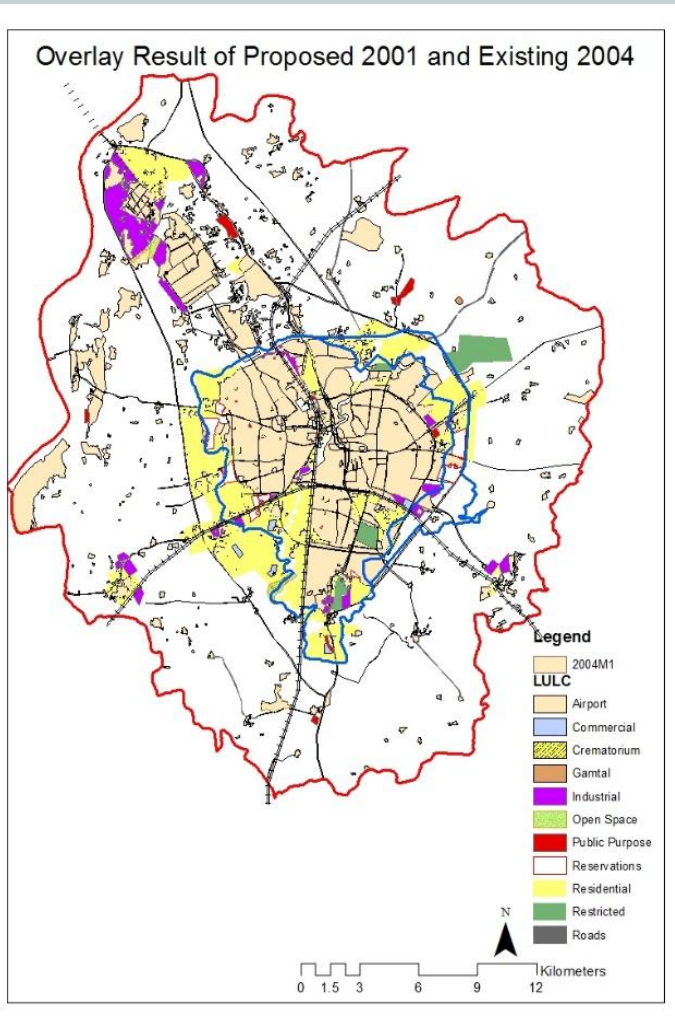 Overlay Result of Proposed 2001 and Existing 2004
Legend
2004M1
LULC
Airport
Commercial
Crematorium
Gamtal
Industrial
Open Space
Public Purpose
Reservations
Residential
Restricted
Roads
N
Kilometers
0 1.5 3 6 9 12